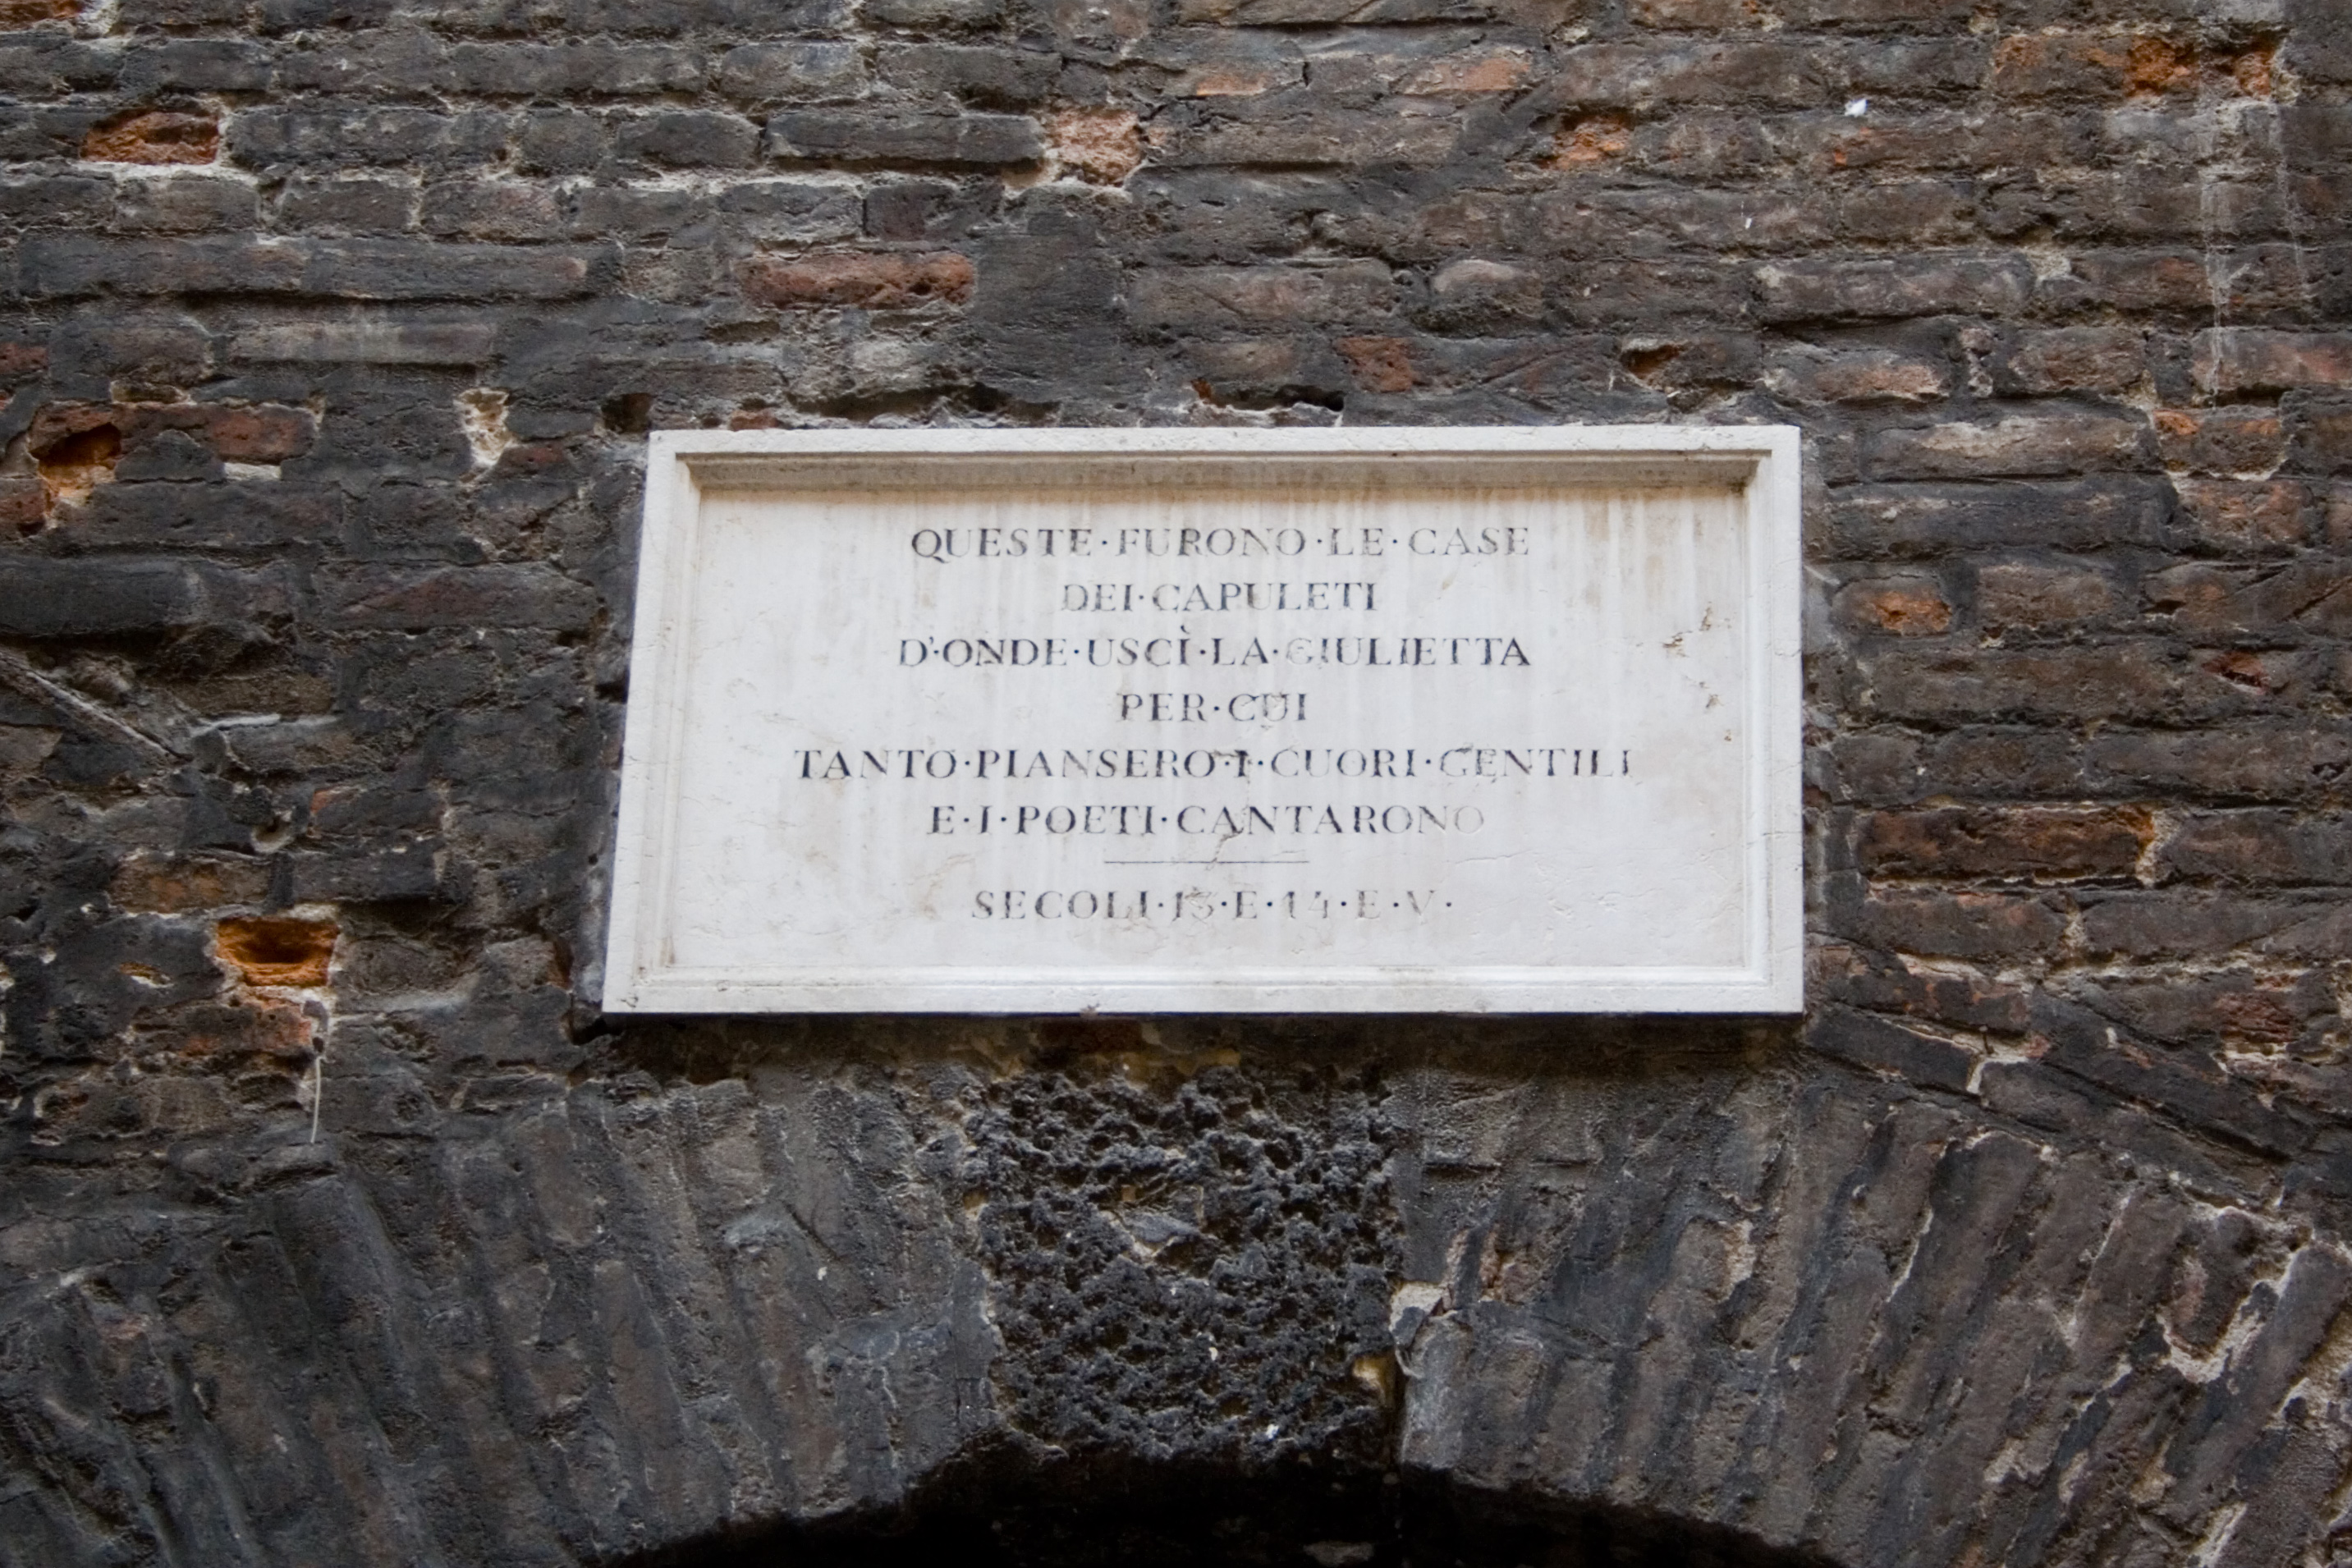 QUESTE·FURONO·LE·CASE
DEI·CAPULETI
D'·ONDE·USCÌ·LA·GIULIETTA
PER·CUI
TANTO·PIANSERO·I·CUORI·GENTILI
E·I·POETI·CANTARONO
SECOLI·13·E·14·E·V·